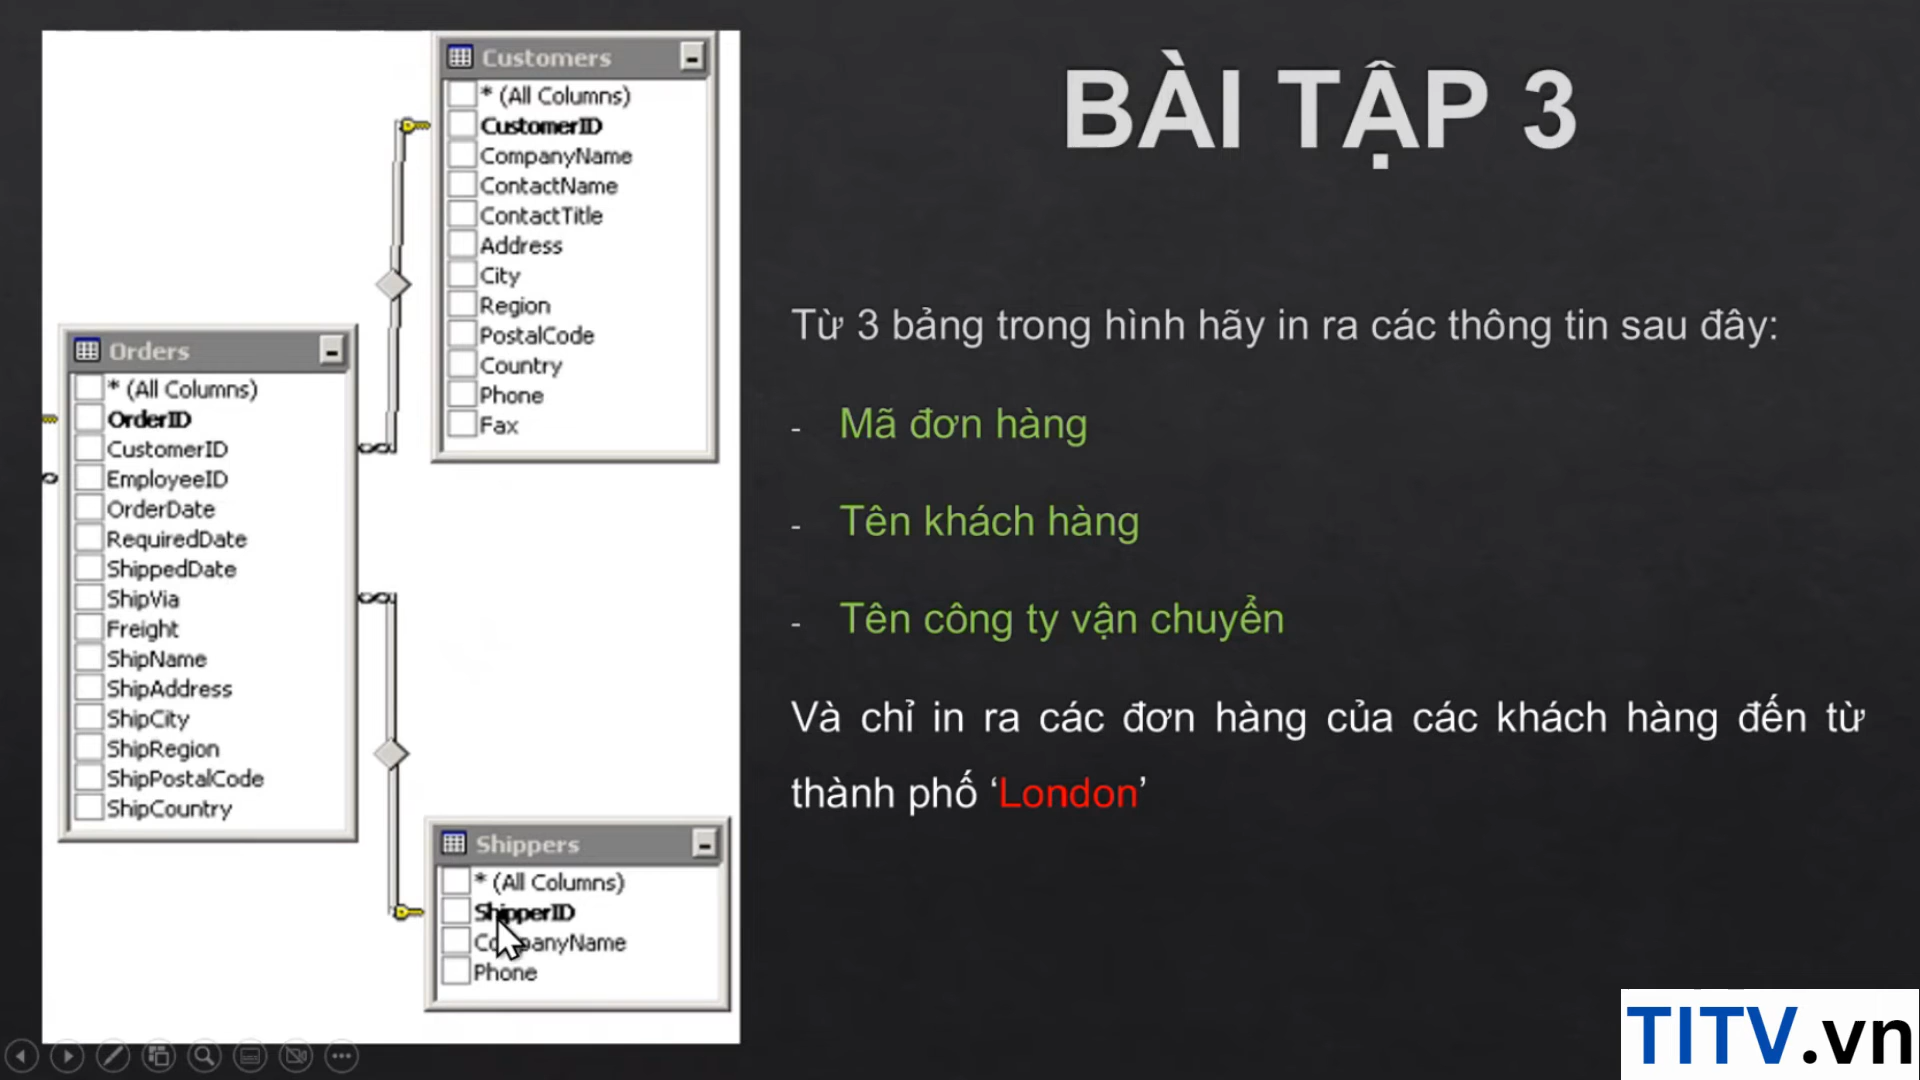 Customers
* (All Columns)
CustomerID
CompanyName
ContactName
ContactTitle
Address
City
Region
PostalCode
Country
Phone
Fax
Orders
* (All Columns)
OrderID
CustomerID
EmployeeID
OrderDate
RequiredDate
ShippedDate
ShipVia
Freight
ShipName
ShipAddress
ShipCity
ShipRegion
ShipPostalCode
ShipCountry
Shippers
* (All Columns)
ShipperID
CompanyName
Phone
BÀI TẬP 3
Từ 3 bảng trong hình hãy in ra các thông tin sau đây:
- Mã đơn hàng
- Tên khách hàng
- Tên công ty vận chuyển
Và chỉ in ra các đơn hàng của các khách hàng đến từ
thành phố ‘London’
TITV.vn